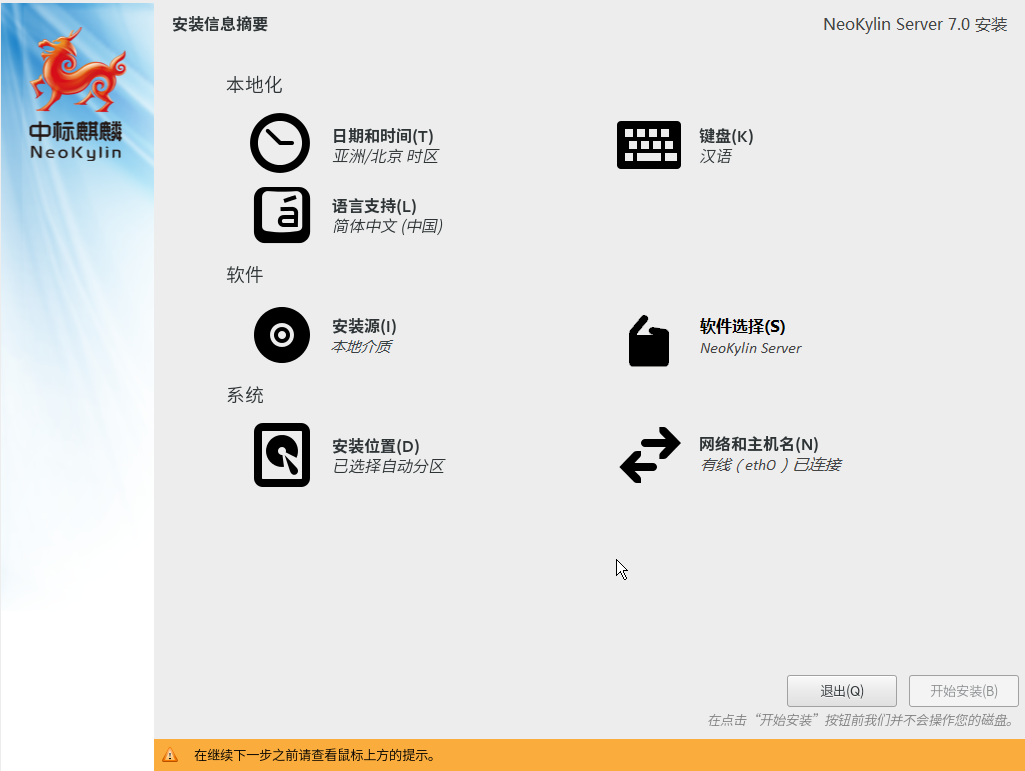 中标麒麟
NeoKylin
安装信息摘要
NeoKylin Server 7.0 安装
本地化
日期和时间(T)
亚洲/北京 时区
键盘(K)
汉语
语言支持(L)
简体中文 (中国)
软件
安装源(I)
本地介质
软件选择(S)
NeoKylin Server
系统
安装位置(D)
已选择自动分区
网络和主机名(N)
有线（eth0）已连接
退出(Q)
开始安装(B)
在点击“开始安装”按钮前我们并不会操作您的磁盘。
在继续下一步之前请查看鼠标上方的提示。